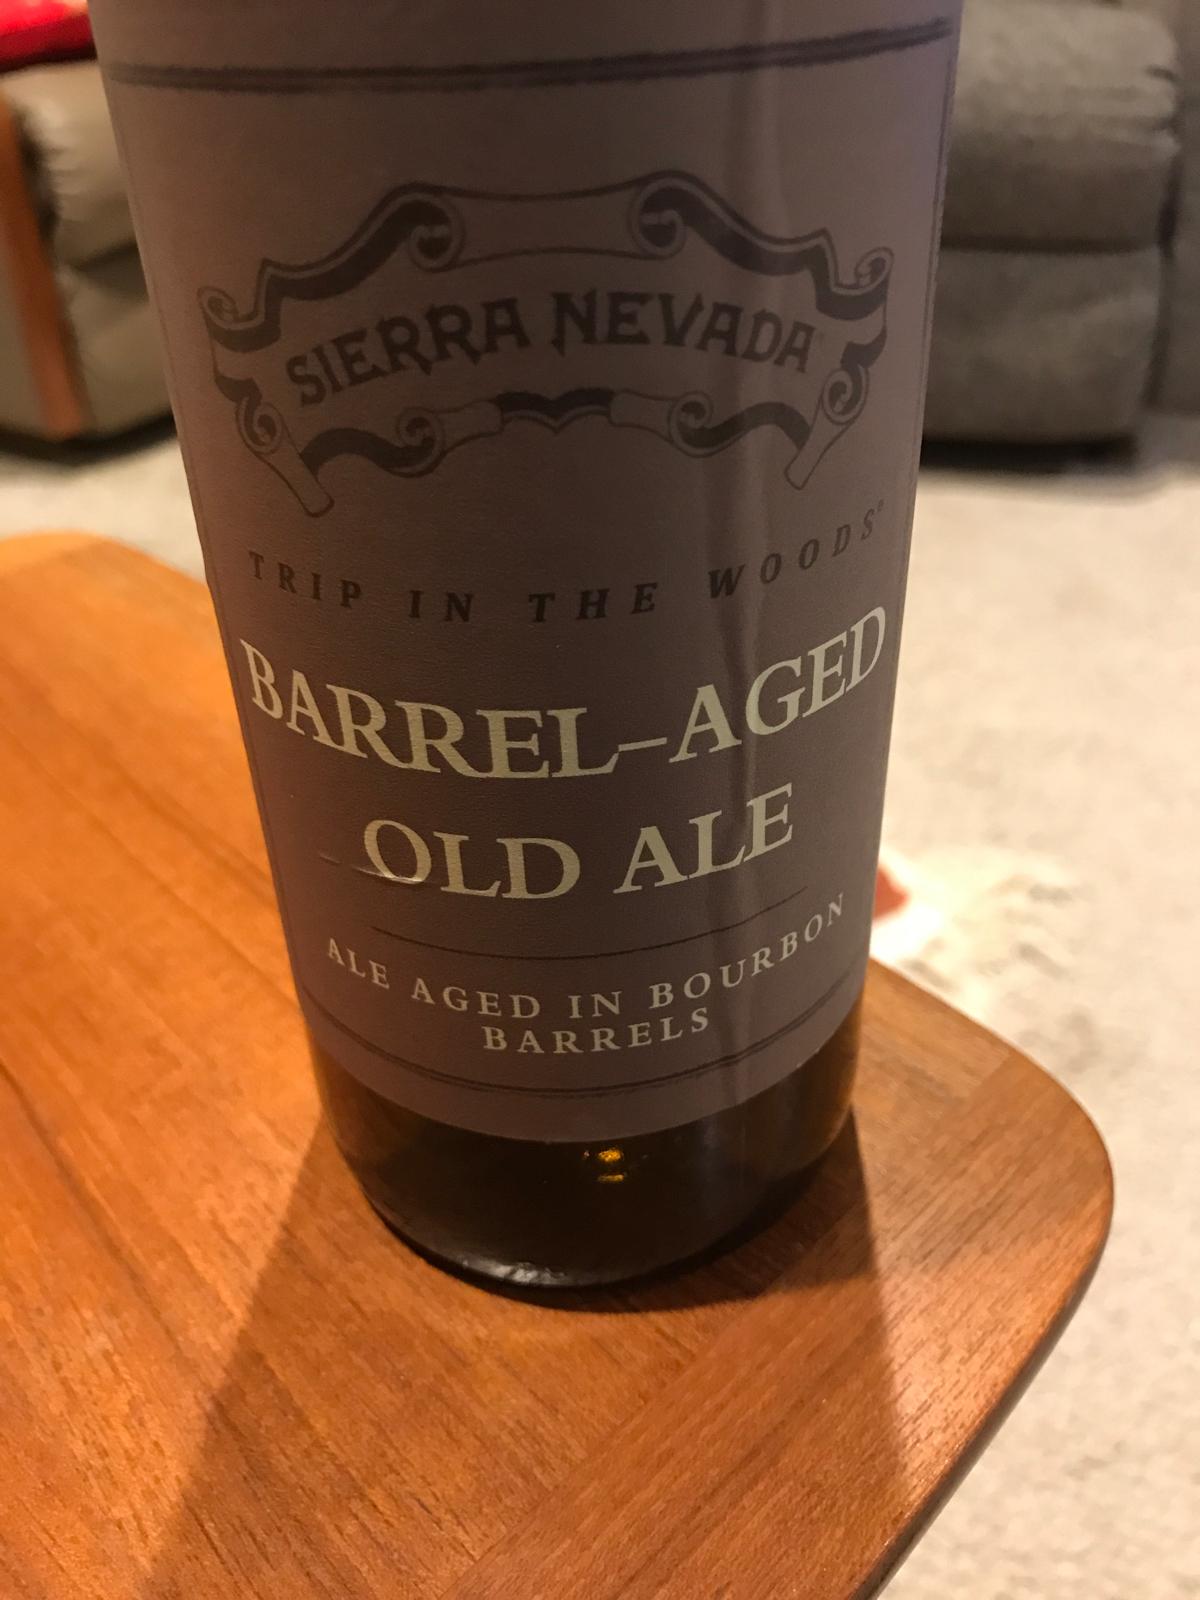 SIERRA NEVADA
TRIP IN THE WOODS®
BARREL–AGED
OLD ALE
ALE AGED IN BOURBON
BARRELS